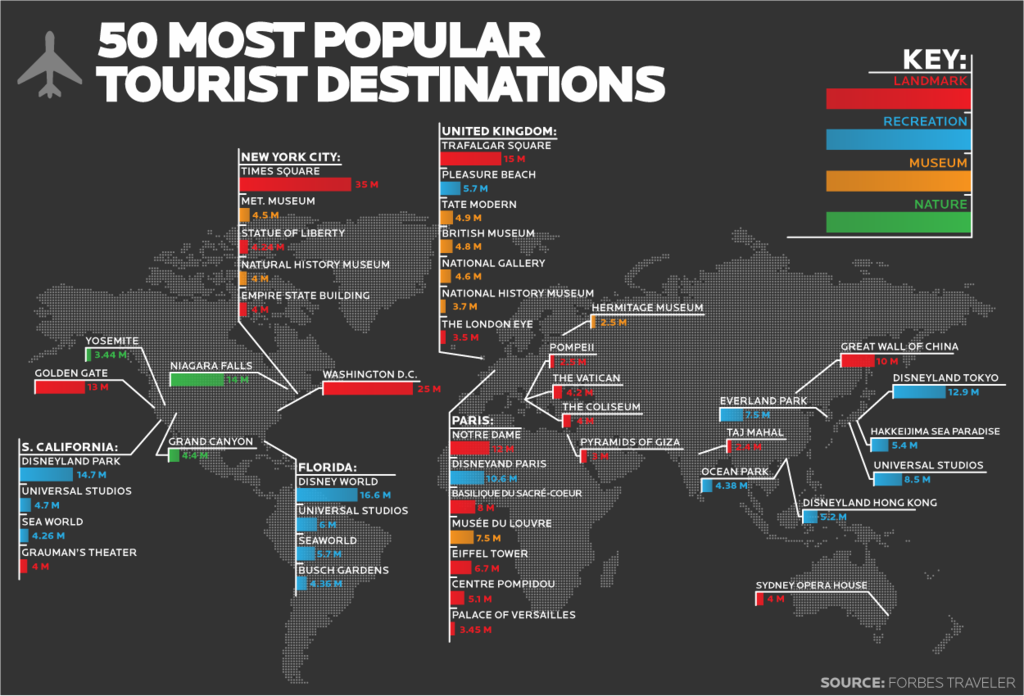 50 MOST POPULAR
TOURIST DESTINATIONS
KEY:
LANDMARK
RECREATION
MUSEUM
NATURE
NEW YORK CITY:
TIMES SQUARE
35 M
MET. MUSEUM
4.5 M
STATUE OF LIBERTY
NATURAL HISTORY MUSEUM
4 M
EMPIRE STATE BUILDING
4 M
UNITED KINGDOM:
TRAFALGAR SQUARE
15 M
PLEASURE BEACH
5.7 M
TATE MODERN
4.9 M
BRITISH MUSEUM
4.8 M
NATIONAL GALLERY
4.6 M
NATIONAL HISTORY MUSEUM
3.7 M
THE LONDON EYE
3.5 M
HERMITAGE MUSEUM
2.5 M
YOSEMITE
3.44 M
GOLDEN GATE
13 M
NIAGARA FALLS
14 M
WASHINGTON D.C.
25 M
POMPEII
THE VATICAN
4.2 M
THE COLISEUM
4 M
PYRAMIDS OF GIZA
3 M
GREAT WALL OF CHINA
10 M
DISNEYLAND TOKYO
12.9 M
EVERLAND PARK
7.5 M
HAKKEIJIMA SEA PARADISE
5.4 M
TAJ MAHAL
UNIVERSAL STUDIOS
8.5 M
OCEAN PARK
4.38 M
DISNEYLAND HONG KONG
5.2 M
S. CALIFORNIA:
DISNEYLAND PARK
14.7 M
UNIVERSAL STUDIOS
4.7 M
SEA WORLD
4.26 M
GRAUMAN'S THEATER
4 M
GRAND CANYON
4.4 M
FLORIDA:
DISNEY WORLD
16.6 M
UNIVERSAL STUDIOS
6 M
SEAWORLD
5.7 M
BUSCH GARDENS
4.36 M
PARIS:
NOTRE DAME
12 M
DISNEYAND PARIS
10.6 M
BASILIQUE DU SACRÉ-COEUR
8 M
MUSÉE DU LOUVRE
7.5 M
EIFFEL TOWER
6.7 M
CENTRE POMPIDOU
5.1 M
PALACE OF VERSAILLES
3.45 M
SYDNEY OPERA HOUSE
4 M
SOURCE: FORBES TRAVELER